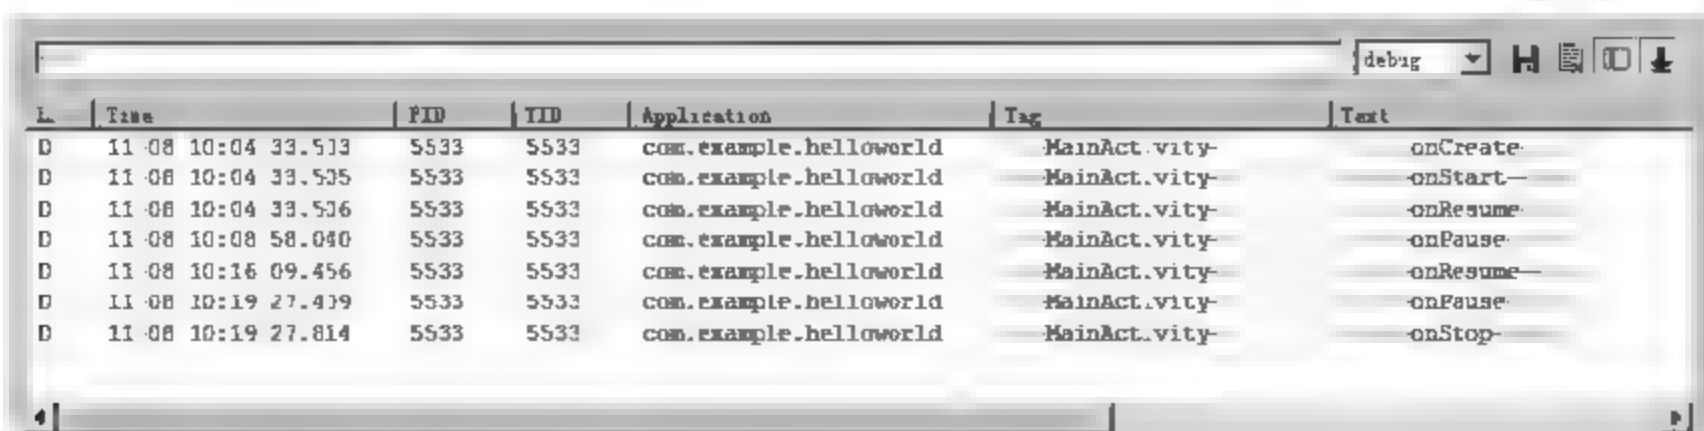 debug
L Time PID TID Application Tag Text
D 11-08 10:04 33.513 5533 5533 com.example.helloworld MainActivity onCreate
D 11-08 10:04 33.535 5533 5533 com.example.helloworld MainActivity onStart
D 11-08 10:04 33.536 5533 5533 com.example.helloworld MainActivity onResume
D 11-08 10:08 58.040 5533 5533 com.example.helloworld MainActivity onPause
D 11-08 10:16 09.456 5533 5533 com.example.helloworld MainActivity onResume
D 11-08 10:19 5533 5533 com.example.helloworld MainActivity onPause
D 11-08 10:19 27.814 5533 5533 com.example.helloworld MainActivity onStop